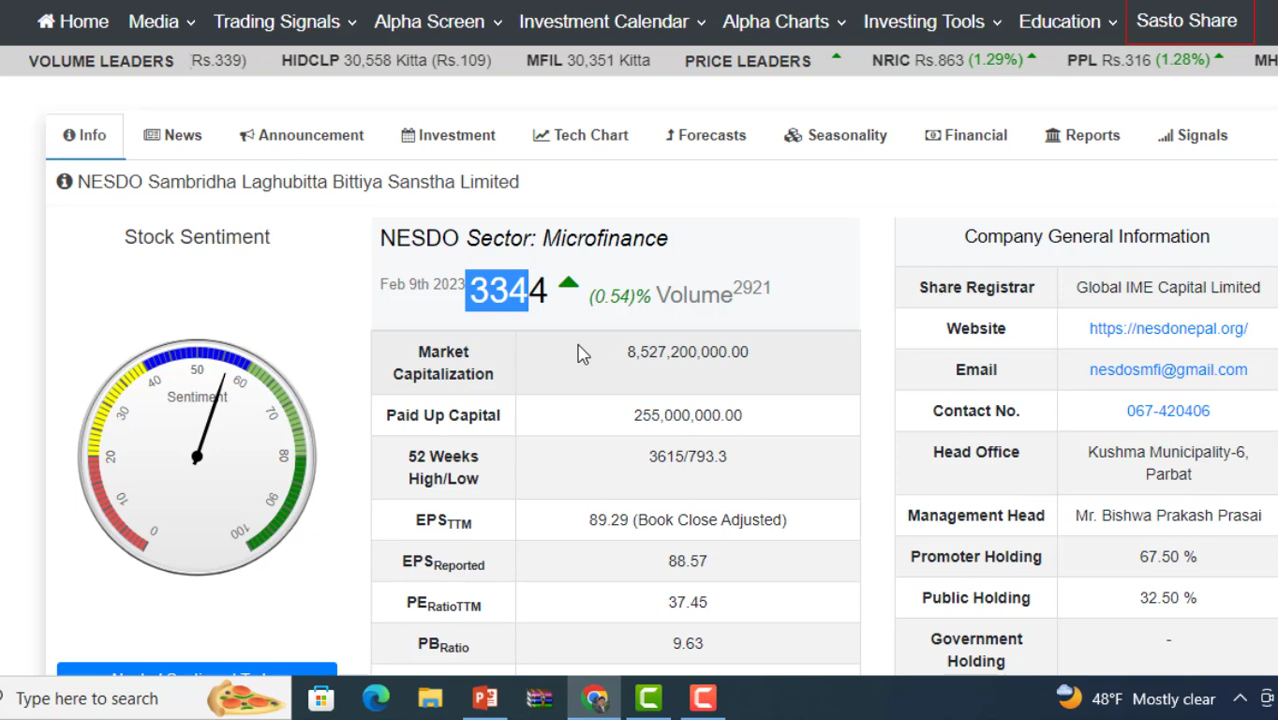 Home Media Trading Signals Alpha Screen Investment Calendar Alpha Charts Investing Tools Education Sasto Share
VOLUME LEADERS Rs.339) HIDCLP 30,558 Kitta (Rs.109) MFIL 30,351 Kitta PRICE LEADERS NRIC Rs.863 (1.29%) PPL Rs.316 (1.28%) MH
Info News Announcement Investment Tech Chart Forecasts Seasonality Financial Reports Signals
NESDO Sambridha Laghubitta Bittiya Sanstha Limited
Stock Sentiment
0 10 20 30 40 50 60 70 80 90 100
Sentiment
NESDO Sector: Microfinance
Feb 9th 2023 3344 (0.54)% Volume 2921
Market Capitalization 8,527,200,000.00
Paid Up Capital 255,000,000.00
52 Weeks High/Low 3615/793.3
EPSTTM 89.29 (Book Close Adjusted)
EPSReported 88.57
PERatioTTM 37.45
PBRatio 9.63
Company General Information
Share Registrar Global IME Capital Limited
Website https://nesdonepal.org/
Email nesdosmfi@gmail.com
Contact No. 067-420406
Head Office Kushma Municipality-6, Parbat
Management Head Mr. Bishwa Prakash Prasai
Promoter Holding 67.50 %
Public Holding 32.50 %
Government Holding -
Type here to search 48°F Mostly clear